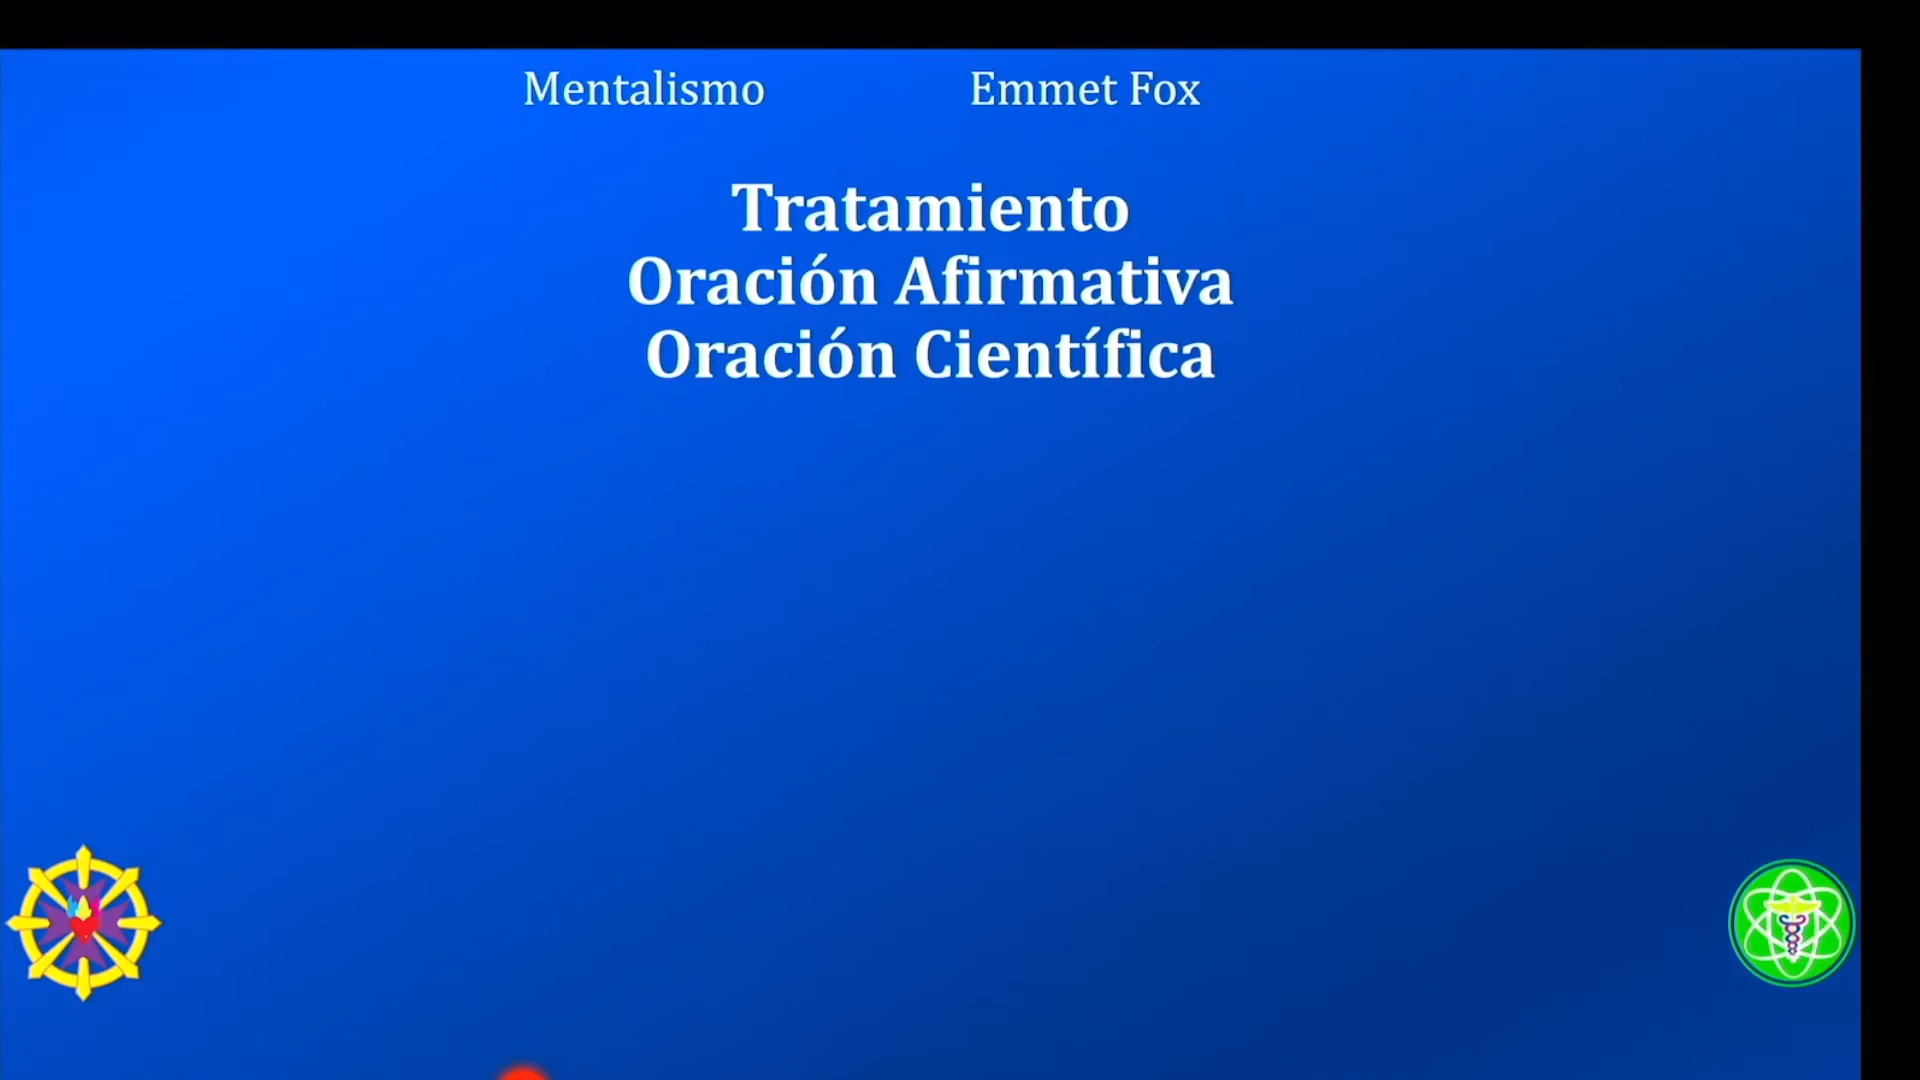 Mentalismo Emmet Fox
Tratamiento
Oración Afirmativa
Oración Científica